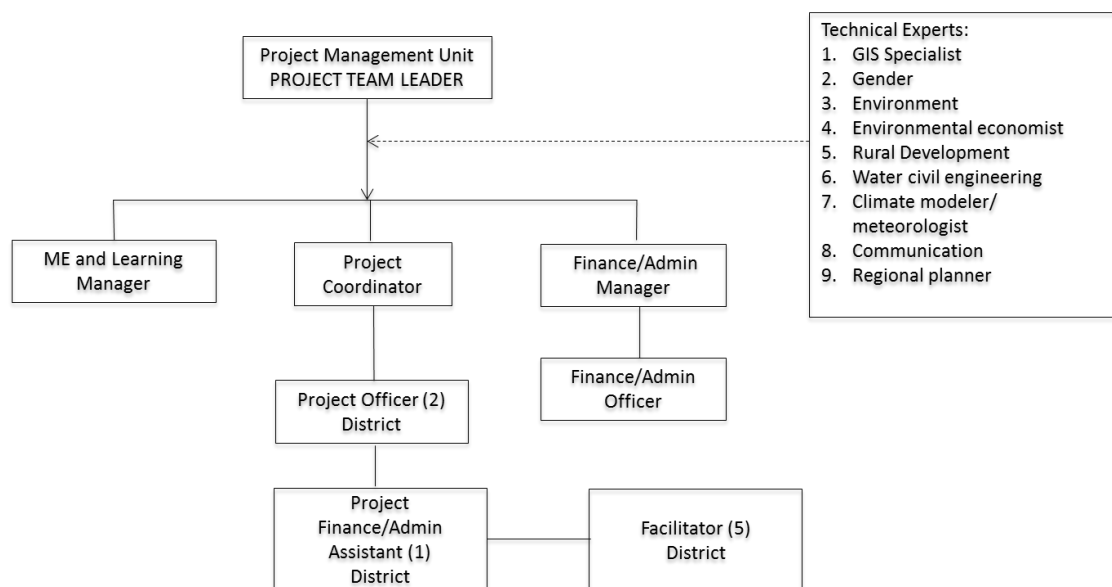 Project Management Unit
PROJECT TEAM LEADER
Technical Experts:
1. GIS Specialist
2. Gender
3. Environment
4. Environmental economist
5. Rural Development
6. Water civil engineering
7. Climate modeler/
meteorologist
8. Communication
9. Regional planner
ME and Learning
Manager
Project
Coordinator
Finance/Admin
Manager
Project Officer (2)
District
Finance/Admin
Officer
Project
Finance/Admin
Assistant (1)
District
Facilitator (5)
District